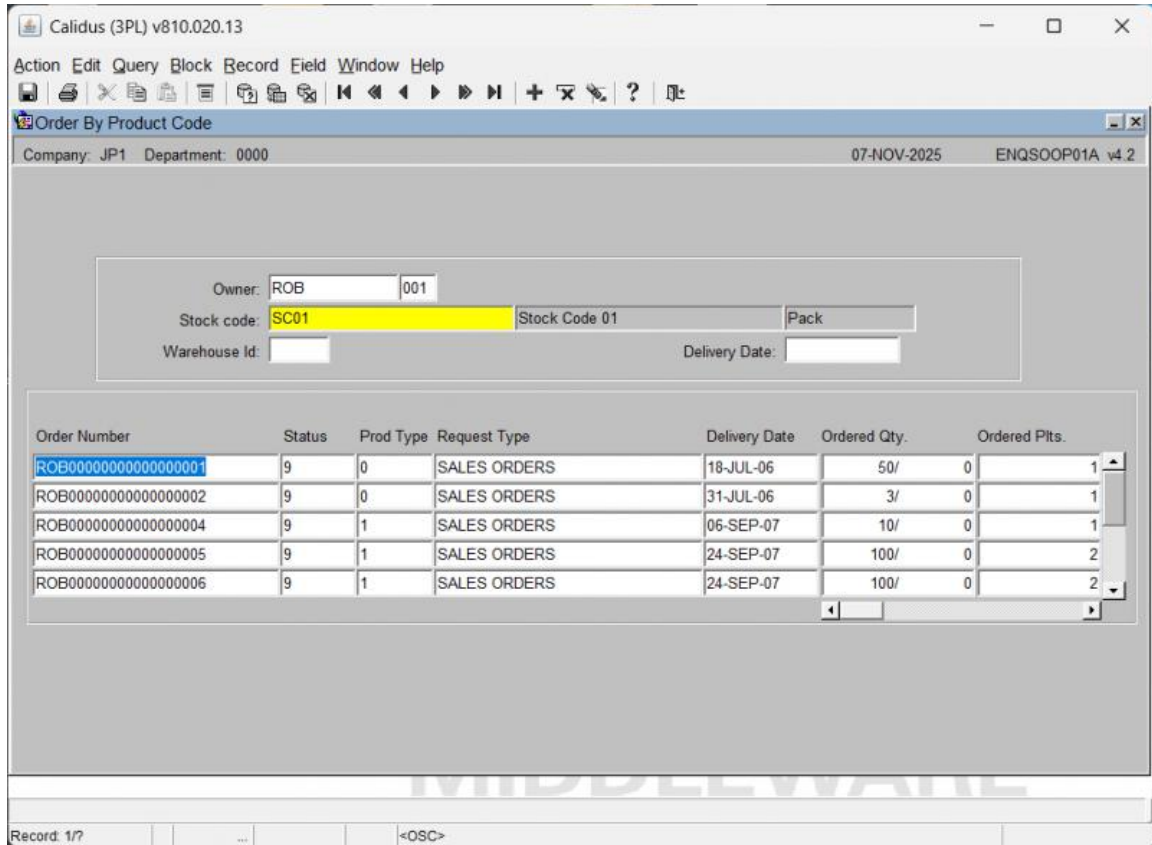 Calidus (3PL) v810.020.13
Action Edit Query Block Record Field Window Help
Order By Product Code
Company: JP1 Department: 0000 07-NOV-2025 ENQSOOP01A v4.2
Owner: ROB 001
Stock code: SC01 Stock Code 01 Pack
Warehouse Id: Delivery Date:
Order Number Status Prod Type Request Type Delivery Date Ordered Qty. Ordered Plts.
ROB00000000000000001 9 0 SALES ORDERS 18-JUL-06 50/ 0 1
ROB00000000000000002 9 0 SALES ORDERS 31-JUL-06 3/ 0 1
ROB00000000000000004 9 1 SALES ORDERS 06-SEP-07 10/ 0 1
ROB00000000000000005 9 1 SALES ORDERS 24-SEP-07 100/ 0 2
ROB00000000000000006 9 1 SALES ORDERS 24-SEP-07 100/ 0 2
MIDDLEWARE
Record: 1/? ... <OSC>